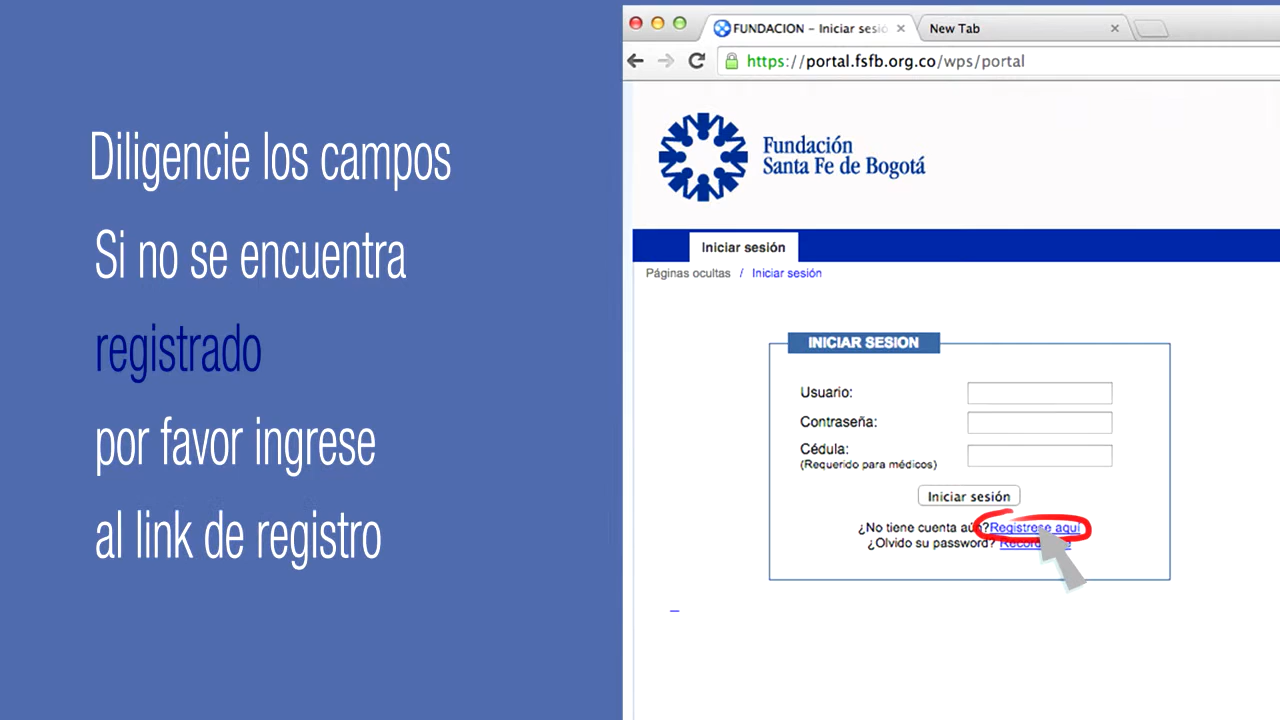 Diligencie los campos
Si no se encuentra
registrado
por favor ingrese
al link de registro
FUNDACION – Iniciar sesió
New Tab
https://portal.fsfb.org.co/wps/portal
Fundación
Santa Fe de Bogotá
Iniciar sesión
Páginas ocultas / Iniciar sesión
INICIAR SESION
Usuario:
Contraseña:
Cédula:
(Requerido para médicos)
Iniciar sesión
¿No tiene cuenta aún?Registrese aquí
¿Olvido su password?